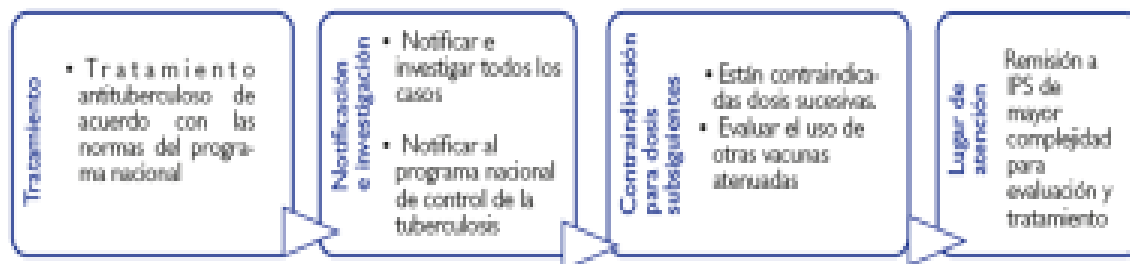 Tratamiento
• Tratamiento
antituberculoso de
acuerdo con las
normas del progra-
ma nacional
Notificación
e investigación
• Notificar e
investigar todos los
casos
• Notificar al
programa nacional
de control de la
tuberculosis
Contraindicación
para dosis
subsiguientes
• Están contraindica-
das dosis sucesivas.
• Evaluar el uso de
otras vacunas
atenuadas
Lugar de
atención
Remisión a
IPS de
mayor
complejidad
para
evaluación y
tratamiento